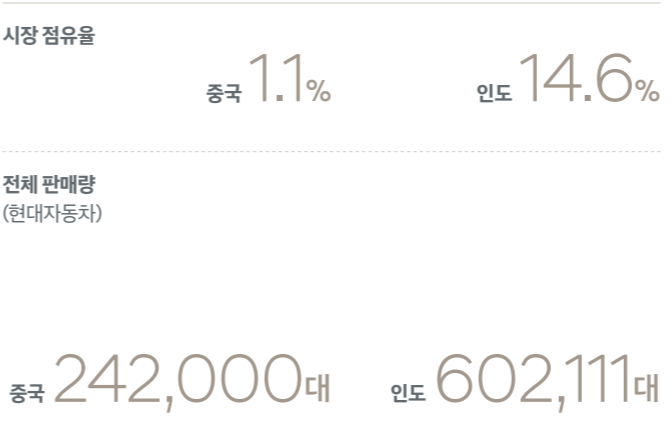 시장 점유율
중국 1.1% 인도 14.6%
전체 판매량
(현대자동차)
중국 242,000대 인도 602,111대